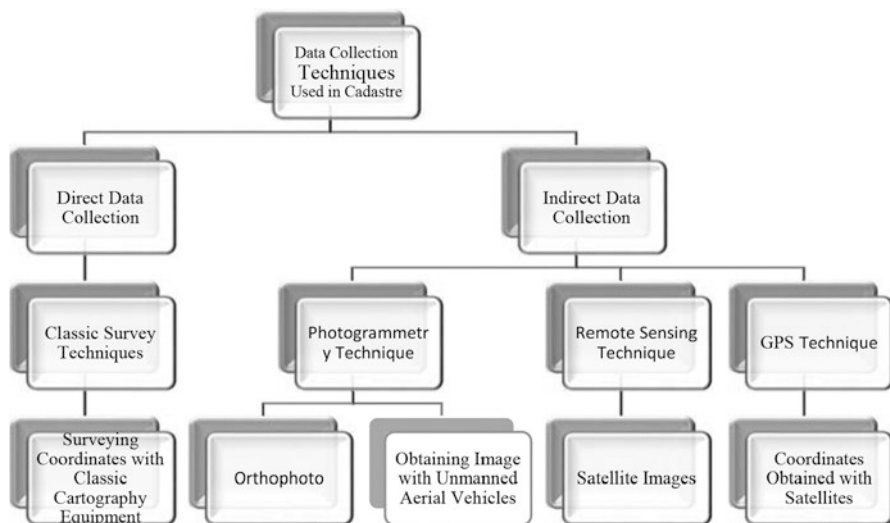 Data Collection
Techniques
Used in Cadastre
Direct Data
Collection
Indirect Data
Collection
Classic Survey
Techniques
Photogrammetr
y Technique
Remote Sensing
Technique
GPS Technique
Surveying
Coordinates with
Classic
Cartography
Equipment
Orthophoto
Obtaining Image
with Unmanned
Aerial Vehicles
Satellite Images
Coordinates
Obtained with
Satellites